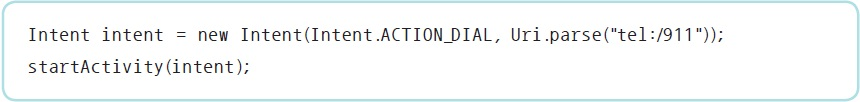 Intent intent = new Intent(Intent.ACTION_DIAL, Uri.parse("tel:/911"));
startActivity(intent);